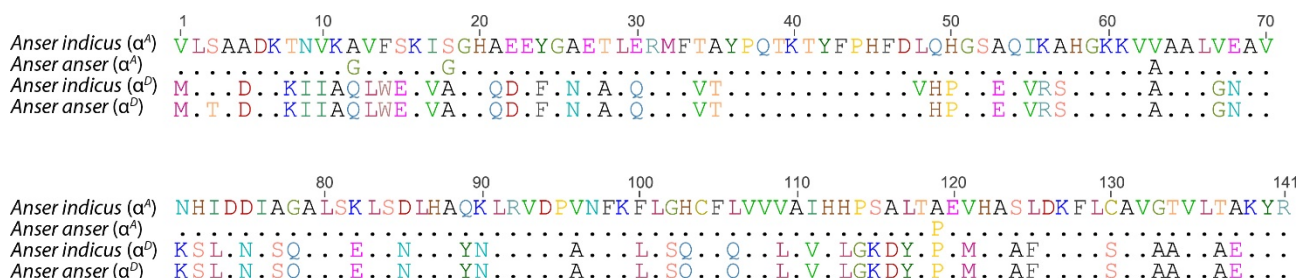 1 10 20 30 40 50 60 70
Anser indicus (αᴬ) VLSAADKTNVKAVFSKISGHAEEYGAETLERMFTAYPQTKTYFPHFDLQHGSAQIKAHGKKVVAALVEAV
Anser anser (αᴬ) ...........G.....G............................................A.......
Anser indicus (αᴰ) M...D..KIIAQLWE.VA..QD.F.N.A.Q...VT............VHP..E.VRS.....A...GN..
Anser anser (αᴰ) M.T.D..KIIAQLWE.VA..QD.F.N.A.Q...VT.............HP..E.VRS.....A...GN..
80 90 100 110 120 130 141
Anser indicus (αᴬ) NHIDDIAGALSKLSDLHAQKLRVDPVNFKFLGHCFLVVVAIHHPSALTAEVHASLDKFLCAVGTVLTAKYR
Anser anser (αᴬ) ................................................P......................
Anser indicus (αᴰ) KSL.N.SQ...E..N...YN.....A...L.SQ..Q..L.V.LGKDY.P.M..AF....S..AA..AE...
Anser anser (αᴰ) KSL.N.SQ...E..N...YN.....A...L.SQ..Q..L.V.LGKDY.P.M..AF....S..AA..AE...